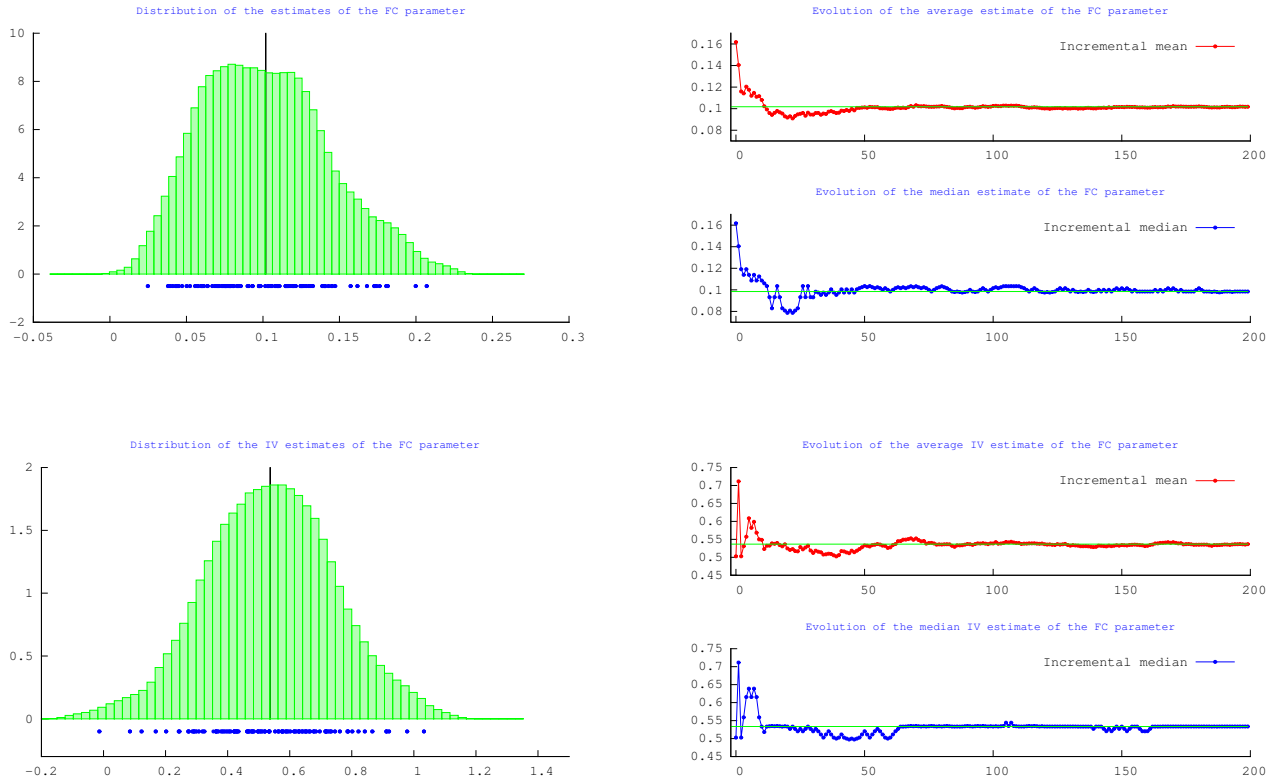 Distribution of the estimates of the FC parameter
10
8
6
4
2
0
−2
−0.05 0 0.05 0.1 0.15 0.2 0.25 0.3
Evolution of the average estimate of the FC parameter
Incremental mean
0.16
0.14
0.12
0.1
0.08
0 50 100 150 200
Evolution of the median estimate of the FC parameter
Incremental median
0.16
0.14
0.12
0.1
0.08
0 50 100 150 200
Distribution of the IV estimates of the FC parameter
2
1.5
1
0.5
0
−0.2 0 0.2 0.4 0.6 0.8 1 1.2 1.4
Evolution of the average IV estimate of the FC parameter
Incremental mean
0.75
0.7
0.65
0.6
0.55
0.5
0.45
0 50 100 150 200
Evolution of the median IV estimate of the FC parameter
Incremental median
0.75
0.7
0.65
0.6
0.55
0.5
0.45
0 50 100 150 200